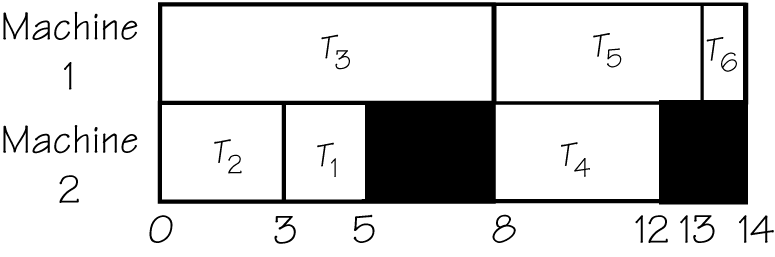 Machine 1
T3 T5 T6
Machine 2
T2 T1 T4
0 3 5 8 12 13 14